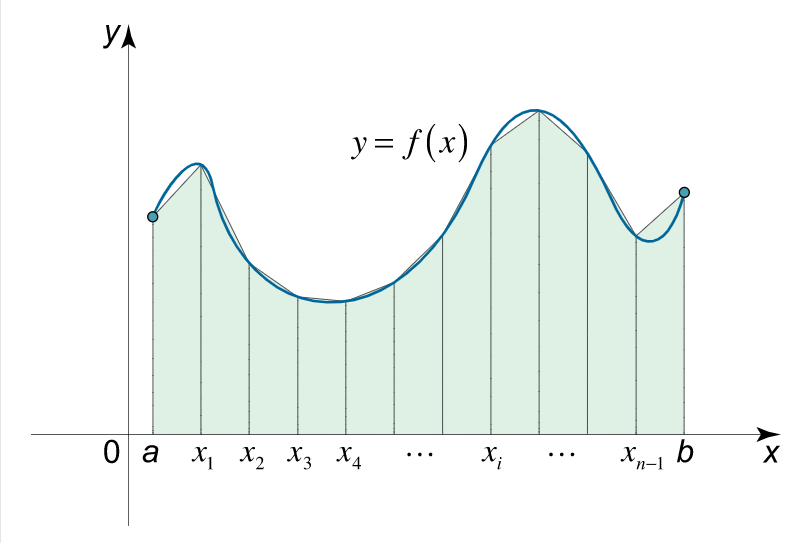 y
y = f(x)
0 a x₁ x₂ x₃ x₄ ⋯ xᵢ ⋯ xₙ₋₁ b x